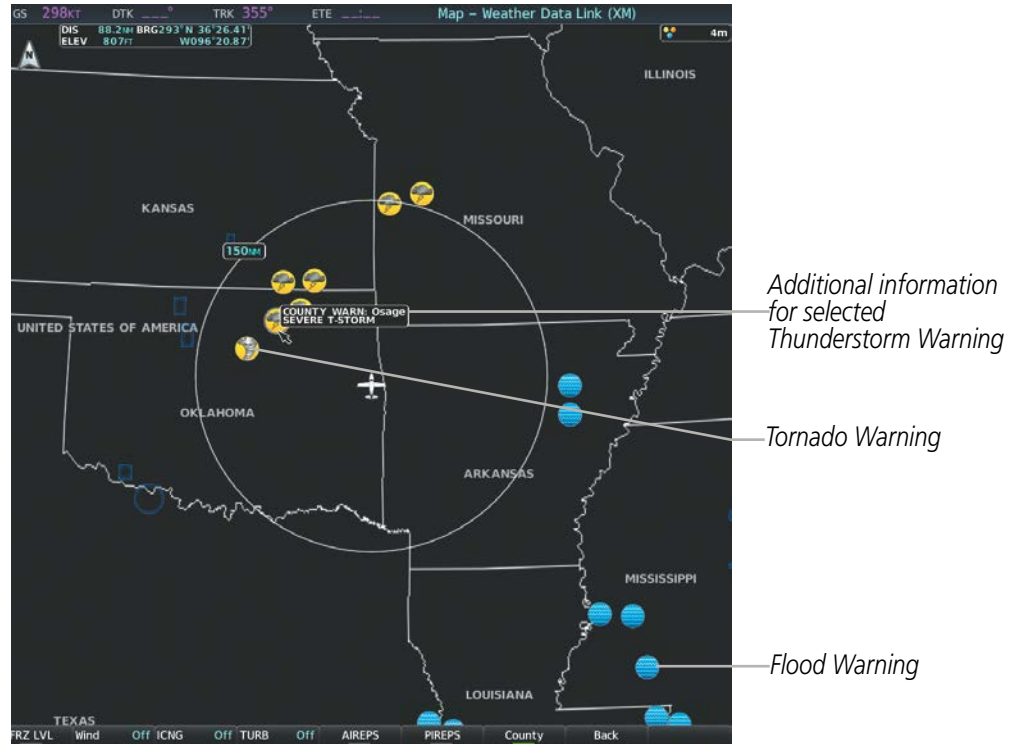 GS 298KT DTK ___° TRK 355° ETE __:__ Map – Weather Data Link (XM)
DIS 88.2NM BRG 293° N 36°26.41'
ELEV 807FT W096°20.87'
4m
N
ILLINOIS
KANSAS
MISSOURI
150NM
COUNTY WARN: Osage
SEVERE T-STORM
Additional information
for selected
Thunderstorm Warning
UNITED STATES OF AMERICA
OKLAHOMA
Tornado Warning
ARKANSAS
MISSISSIPPI
Flood Warning
LOUISIANA
TEXAS
FRZ LVL Wind Off ICNG Off TURB Off AIREPS PIREPS County Back